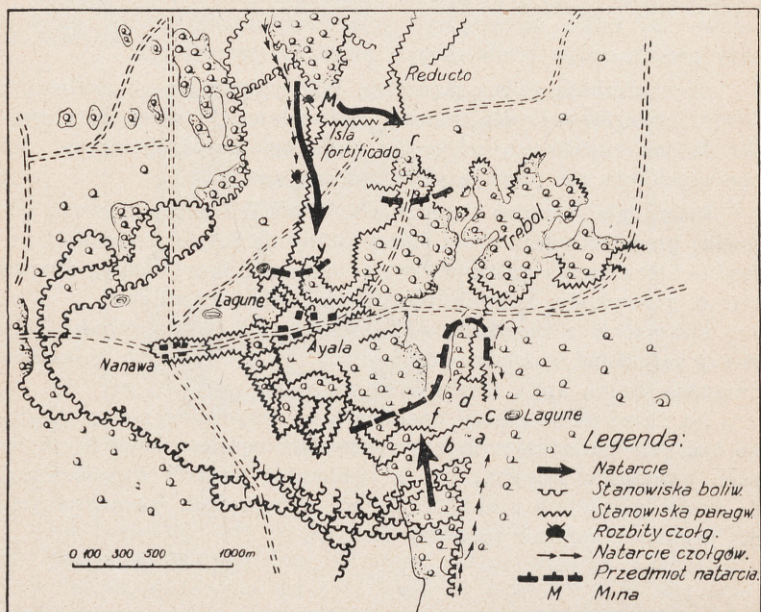 Reducto
M
Isla
fortificado
r
Trebol
y
Lagune
Ayala
Nanawa
d
c Lagune
b a
Legenda:
Natarcie
Stanowiska boliw.
Stanowiska paragw.
Rozbity czołg.
Natarcie czołgów.
Przedmiot natarcia.
M Mina
0 100 300 500 1000m